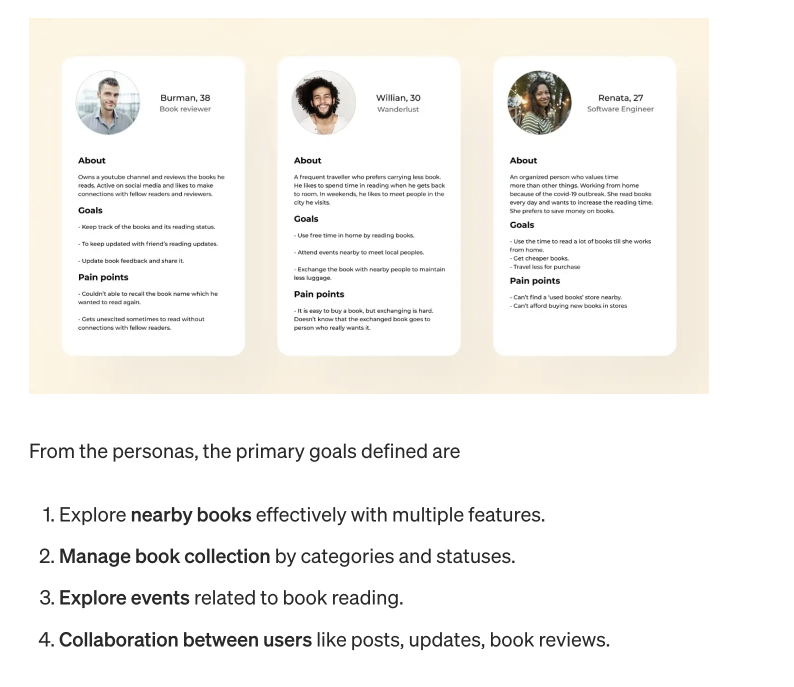 Burman, 38
Book reviewer
About
Owns a youtube channel and reviews the books he
reads. Active on social media and likes to make
connections with fellow readers and reviewers.
Goals
- Keep track of the books and its reading status.
- To keep updated with friend's reading updates.
- Update book feedback and share it.
Pain points
- Couldn't able to recall the book name which he
wanted to read again.
- Gets unexcited sometimes to read without
connections with fellow readers.
Willian, 30
Wanderlust
About
A frequent traveller who prefers carrying less book.
He likes to spend time in reading when he gets back
to room. In weekends, he likes to meet people in the
city he visits.
Goals
- Use free time in home by reading books.
- Attend events nearby to meet local peoples.
- Exchange the book with nearby people to maintain
less luggage.
Pain points
- It is easy to buy a book, but exchanging is hard.
Doesn't know that the exchanged book goes to
person who really wants it.
Renata, 27
Software Engineer
About
An organized person who values time
more than other things. Working from home
because of the covid-19 outbreak. She read books
every day and wants to increase the reading time.
She prefers to save money on books.
Goals
- Use the time to read a lot of books till she works
from home.
- Get cheaper books.
- Travel less for purchase
Pain points
- Can't find a 'used books' store nearby.
- Can't afford buying new books in stores
From the personas, the primary goals defined are
1. Explore nearby books effectively with multiple features.
2. Manage book collection by categories and statuses.
3. Explore events related to book reading.
4. Collaboration between users like posts, updates, book reviews.